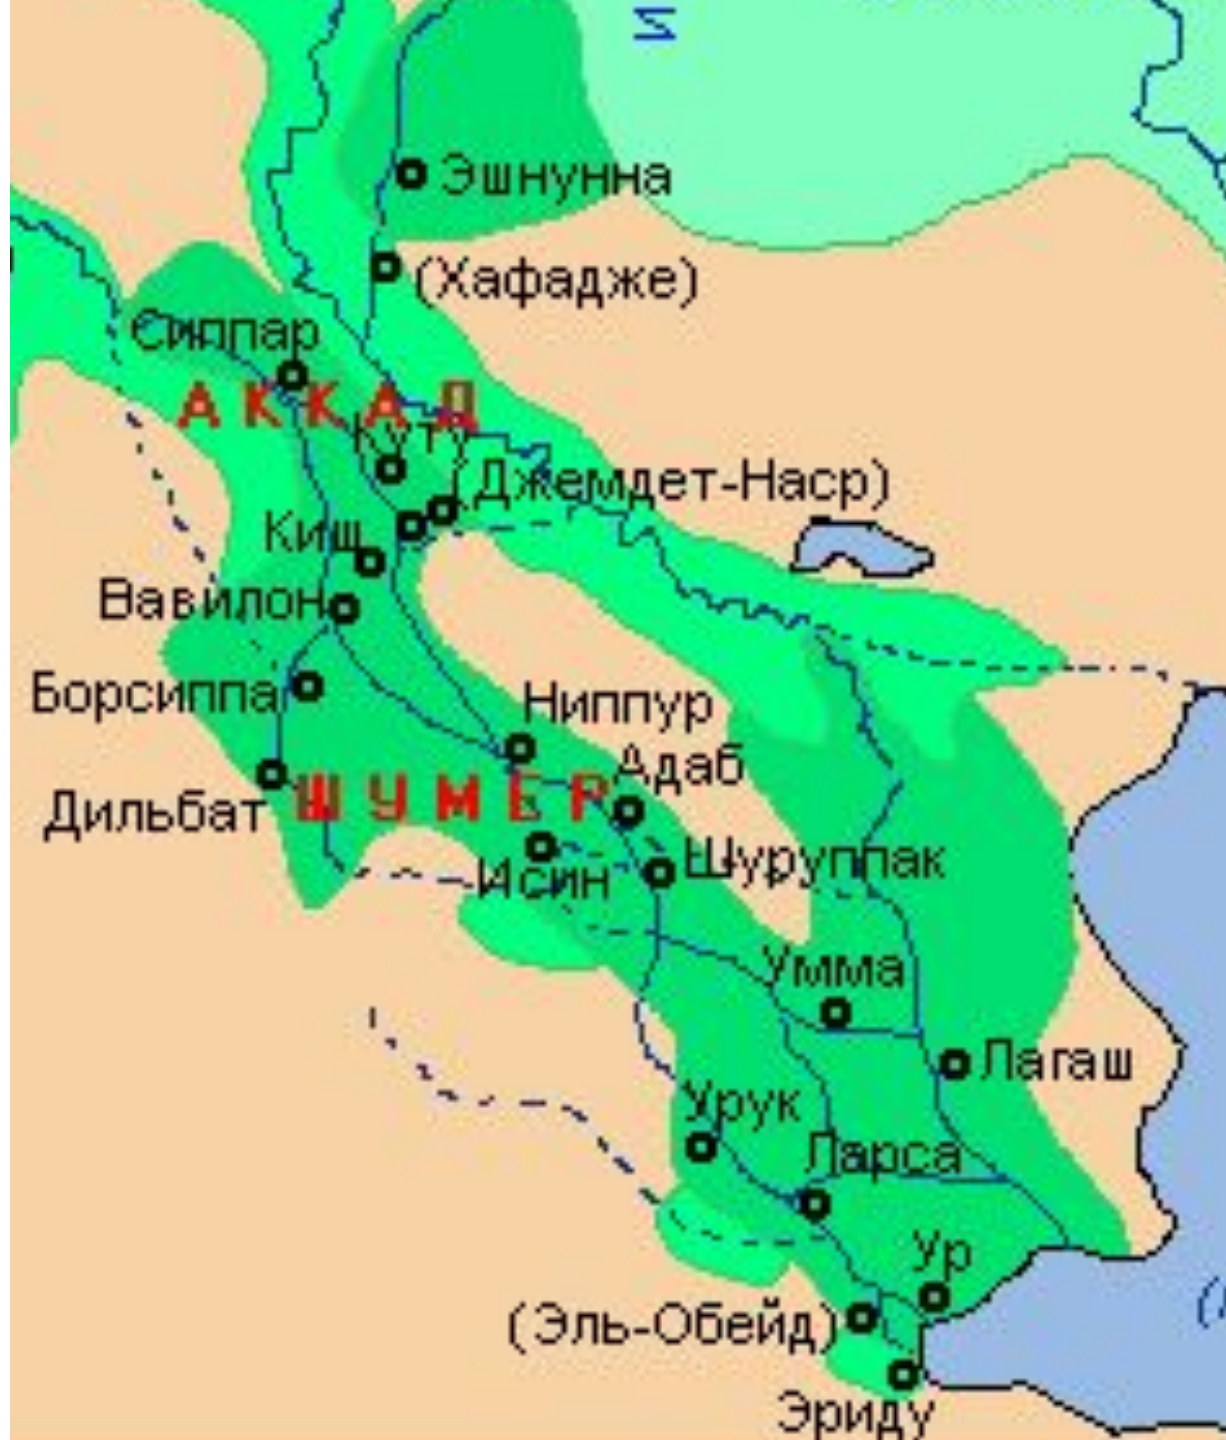 И
Эшнунна
(Хафадже)
Сиппар
АККАД
Куту
(Джемдет-Наср)
Киш
Вавилон
Борсиппа
Ниппур
Адаб
Дильбат
ШУМЕР
Шуруппак
Исин
Умма
Лагаш
Урук
Ларса
Ур
(Эль-Обейд)
Эриду